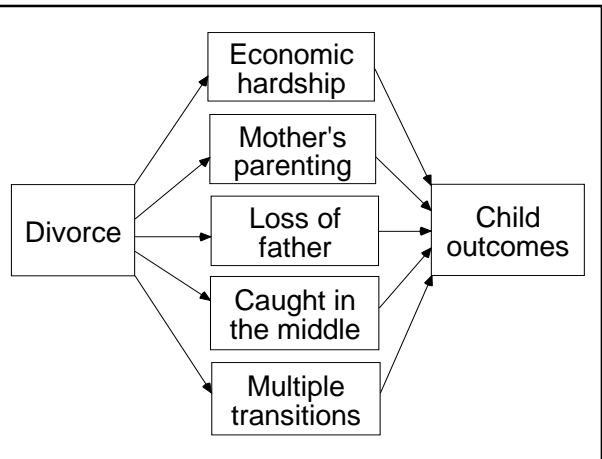 Economic
hardship
Mother's
parenting
Divorce
Loss of
father
Child
outcomes
Caught in
the middle
Multiple
transitions